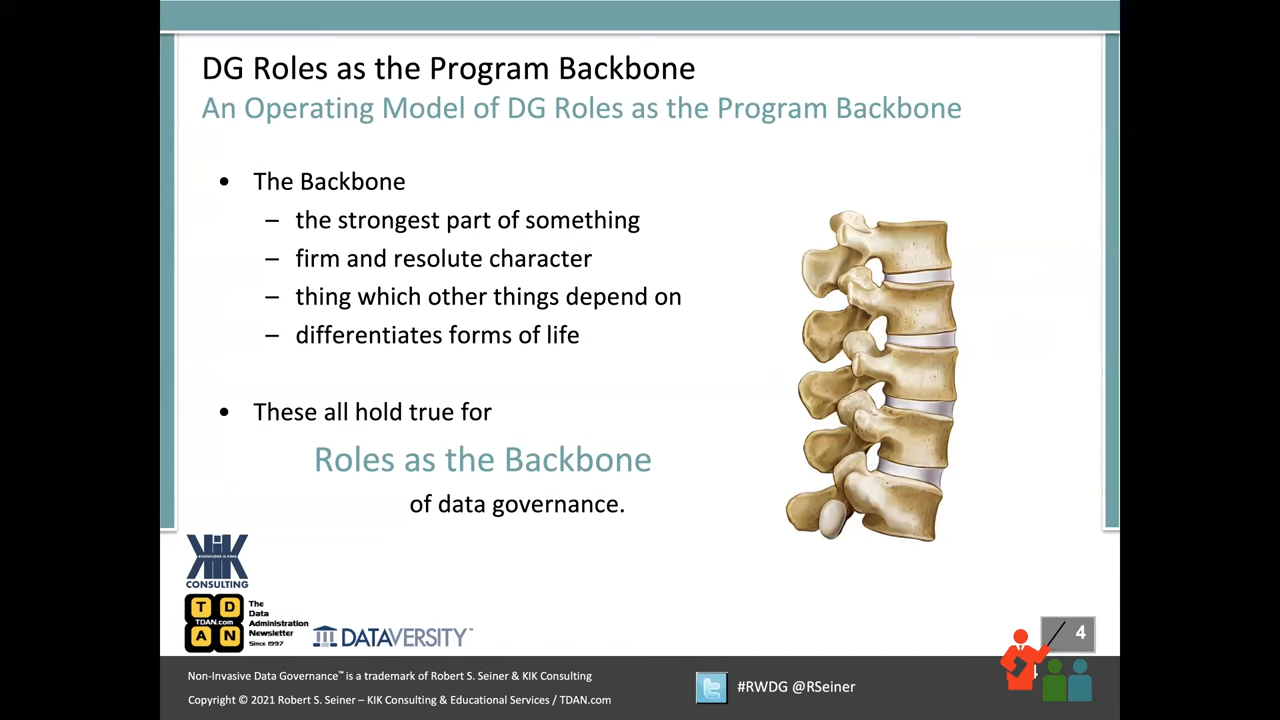 DG Roles as the Program Backbone
An Operating Model of DG Roles as the Program Backbone
• The Backbone
– the strongest part of something
– firm and resolute character
– thing which other things depend on
– differentiates forms of life
• These all hold true for
Roles as the Backbone
of data governance.
KIK
KNOWLEDGE IS KING
CONSULTING
T D
TDAN.com
A N
The
Data
Administration
Newsletter
Since 1997
DATAVERSITY™
4
Non-Invasive Data Governance™ is a trademark of Robert S. Seiner & KIK Consulting
Copyright © 2021 Robert S. Seiner – KIK Consulting & Educational Services / TDAN.com
#RWDG @RSeiner